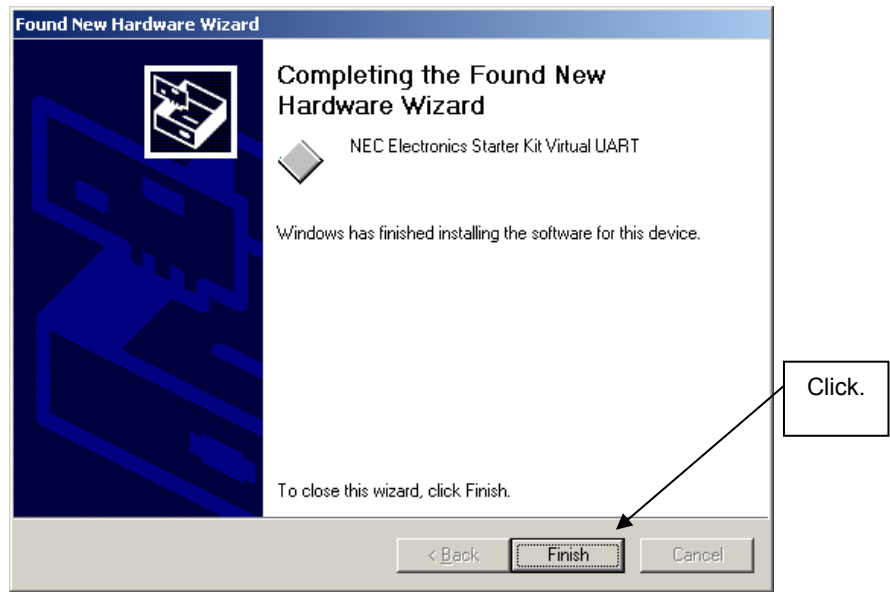 Found New Hardware Wizard
Completing the Found New
Hardware Wizard
NEC Electronics Starter Kit Virtual UART
Windows has finished installing the software for this device.
Click.
To close this wizard, click Finish.
< Back
Finish
Cancel